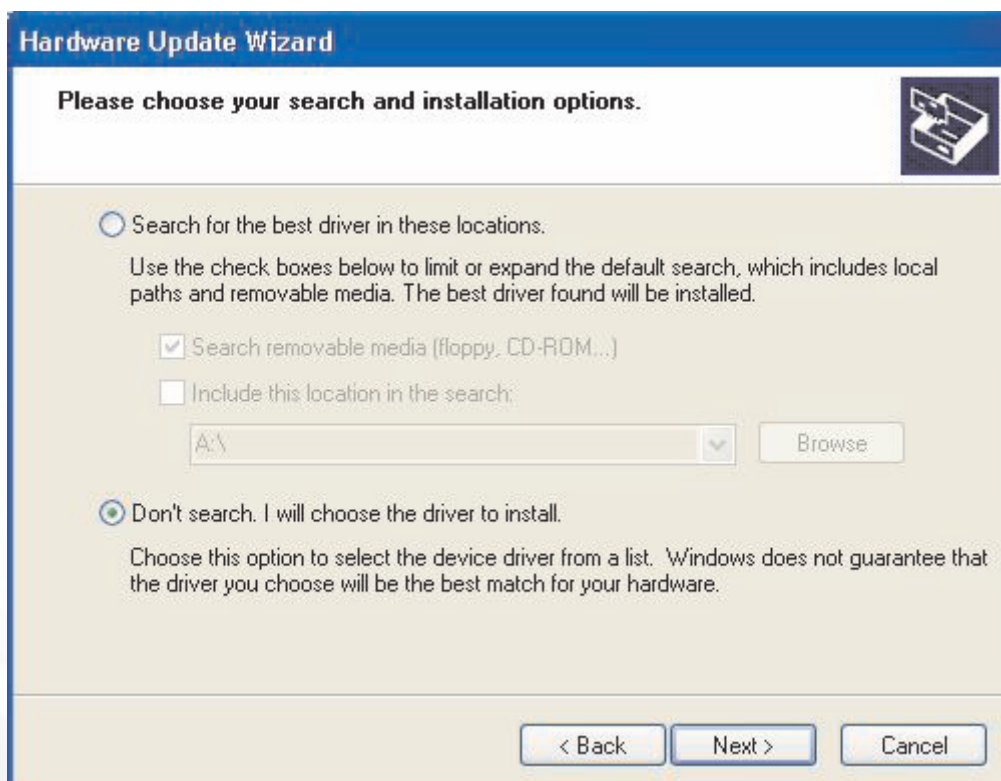 Hardware Update Wizard
Please choose your search and installation options.
Search for the best driver in these locations.
Use the check boxes below to limit or expand the default search, which includes local
paths and removable media. The best driver found will be installed.
Search removable media (floppy, CD-ROM...)
Include this location in the search:
A:\
Browse
Don't search. I will choose the driver to install.
Choose this option to select the device driver from a list. Windows does not guarantee that
the driver you choose will be the best match for your hardware.
< Back
Next >
Cancel